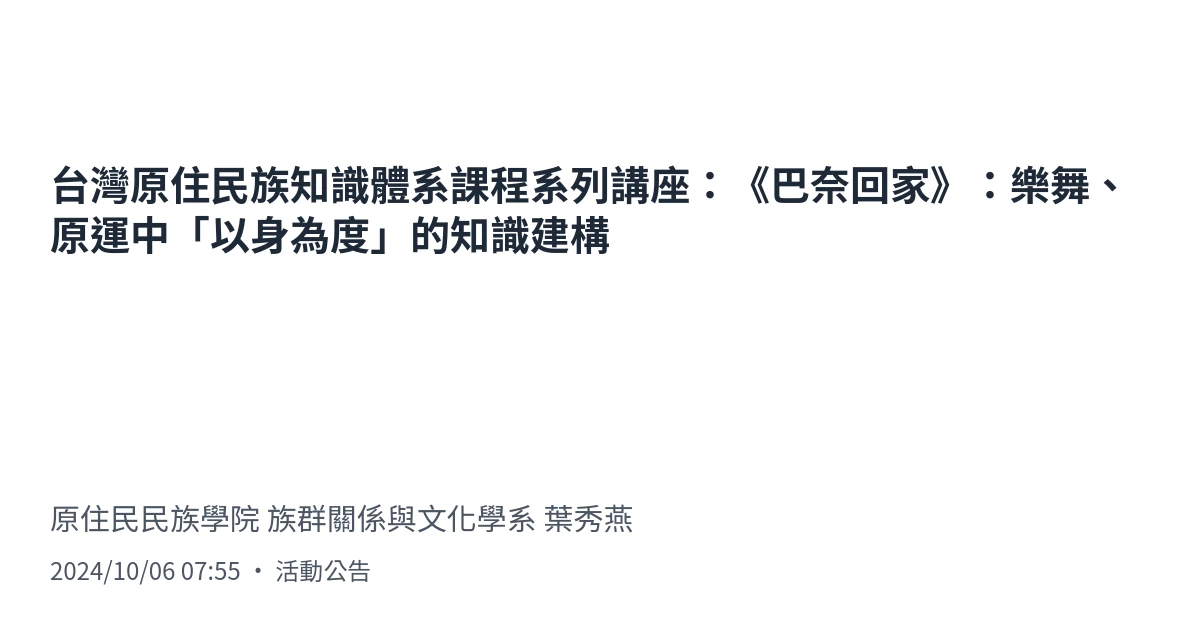 台灣原住民族知識體系課程系列講座：《巴奈回家》：樂舞、
原運中「以身為度」的知識建構
原住民民族學院 族群關係與文化學系 葉秀燕
2024/10/06 07:55 • 活動公告